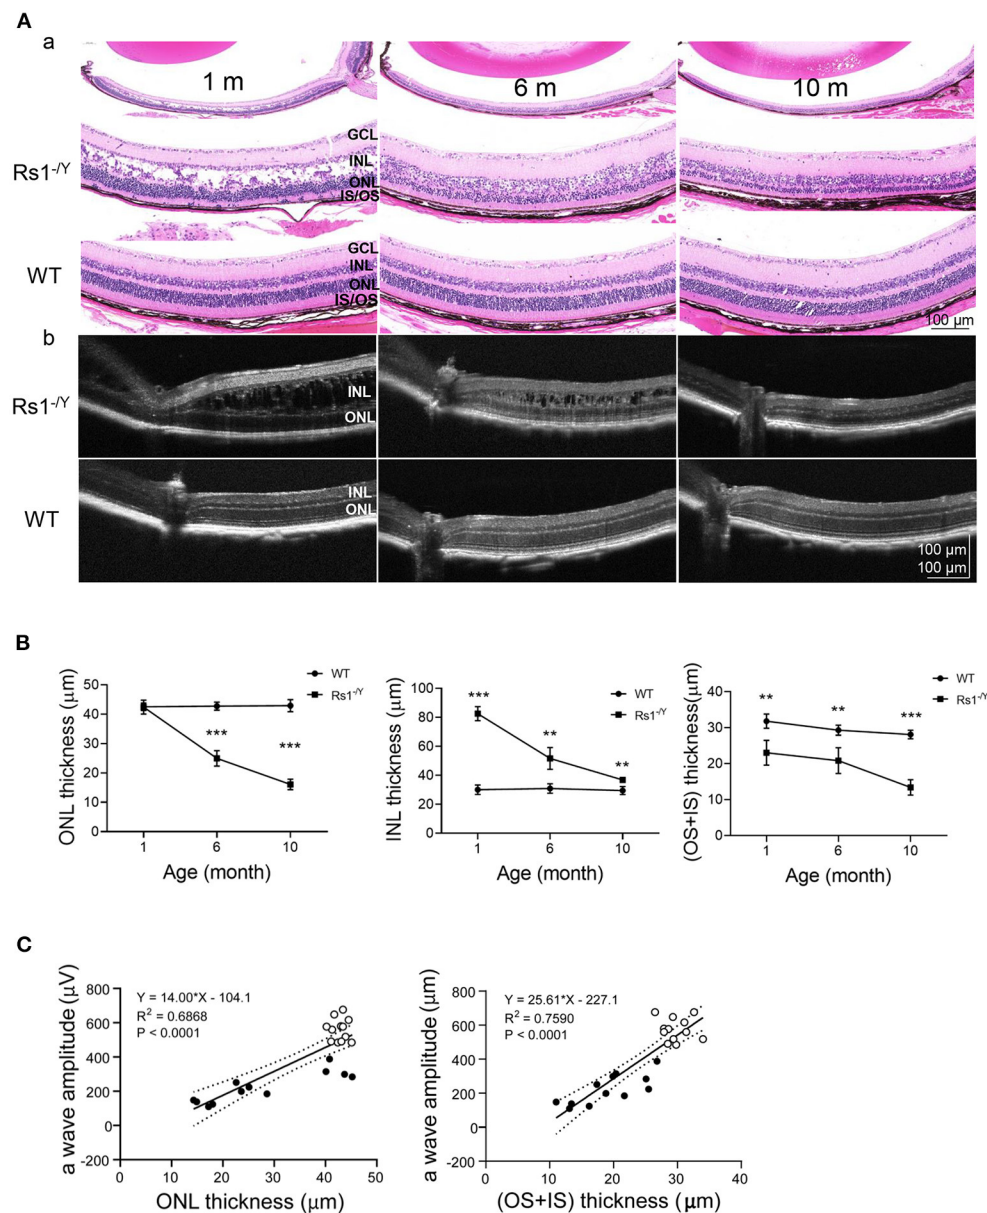 A
a
1 m
6 m
10 m
Rs1-/Y
GCL
INL
ONL
IS/OS
WT
GCL
INL
ONL
IS/OS
100 µm
b
Rs1-/Y
INL
ONL
WT
INL
ONL
100 µm
100 µm
B
WT
Rs1-/Y
ONL thickness (µm)
50
40
30
20
10
0
***
***
1 6 10
Age (month)
WT
Rs1-/Y
INL thickness (µm)
100
80
60
40
20
0
***
**
**
1 6 10
Age (month)
WT
Rs1-/Y
(OS+IS) thickness(µm)
40
30
20
10
0
**
**
***
1 6 10
Age (month)
C
a wave amplitude (µV)
Y = 14.00*X - 104.1
R2 = 0.6868
P < 0.0001
800
600
400
200
0
-200
0 10 20 30 40 50
ONL thickness (µm)
a wave amplitude (µm)
Y = 25.61*X - 227.1
R2 = 0.7590
P < 0.0001
800
600
400
200
0
-200
0 10 20 30 40
(OS+IS) thickness (µm)